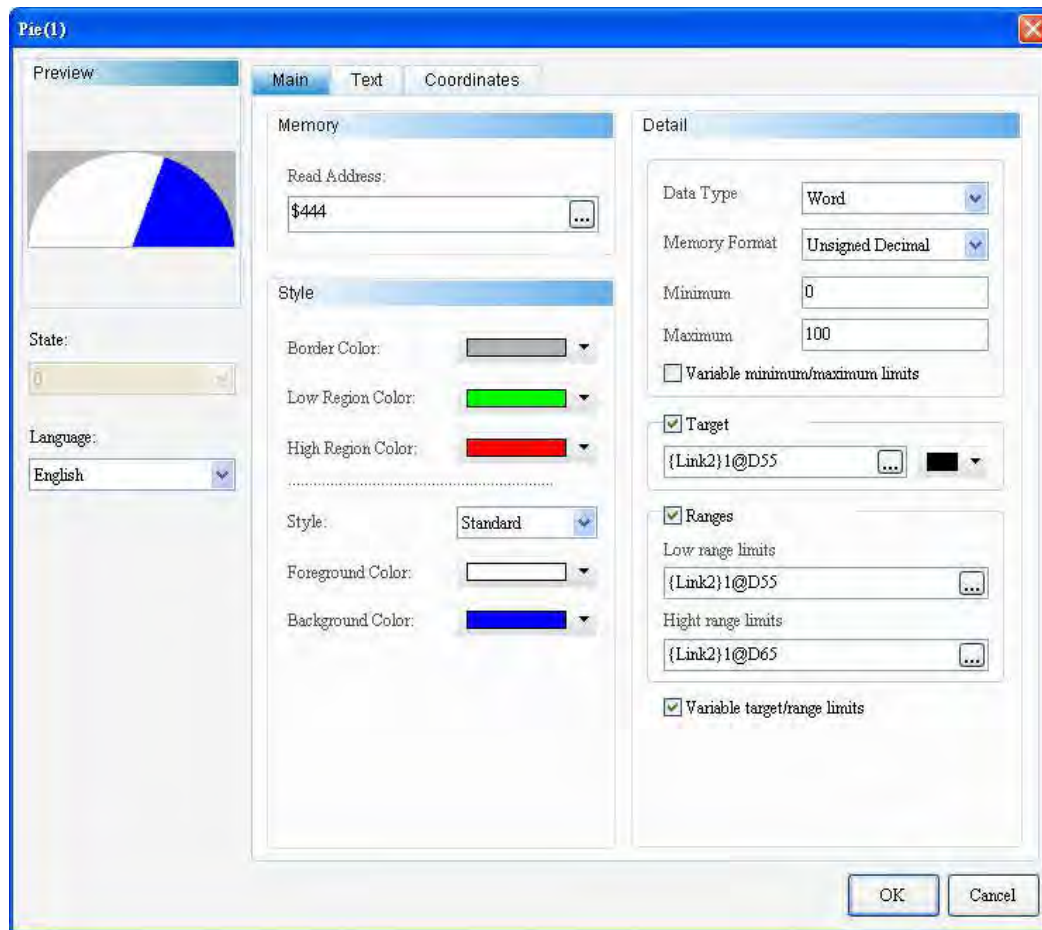 Pie(1)
Preview
State:
0
Language:
English
Main Text Coordinates
Memory
Read Address:
$444
...
Style
Border Color:
Low Region Color:
High Region Color:
Style: Standard
Foreground Color:
Background Color:
Detail
Data Type Word
Memory Format Unsigned Decimal
Minimum 0
Maximum 100
Variable minimum/maximum limits
Target
{Link2}1@D55 ...
Ranges
Low range limits
{Link2}1@D55 ...
Hight range limits
{Link2}1@D65 ...
Variable target/range limits
OK Cancel